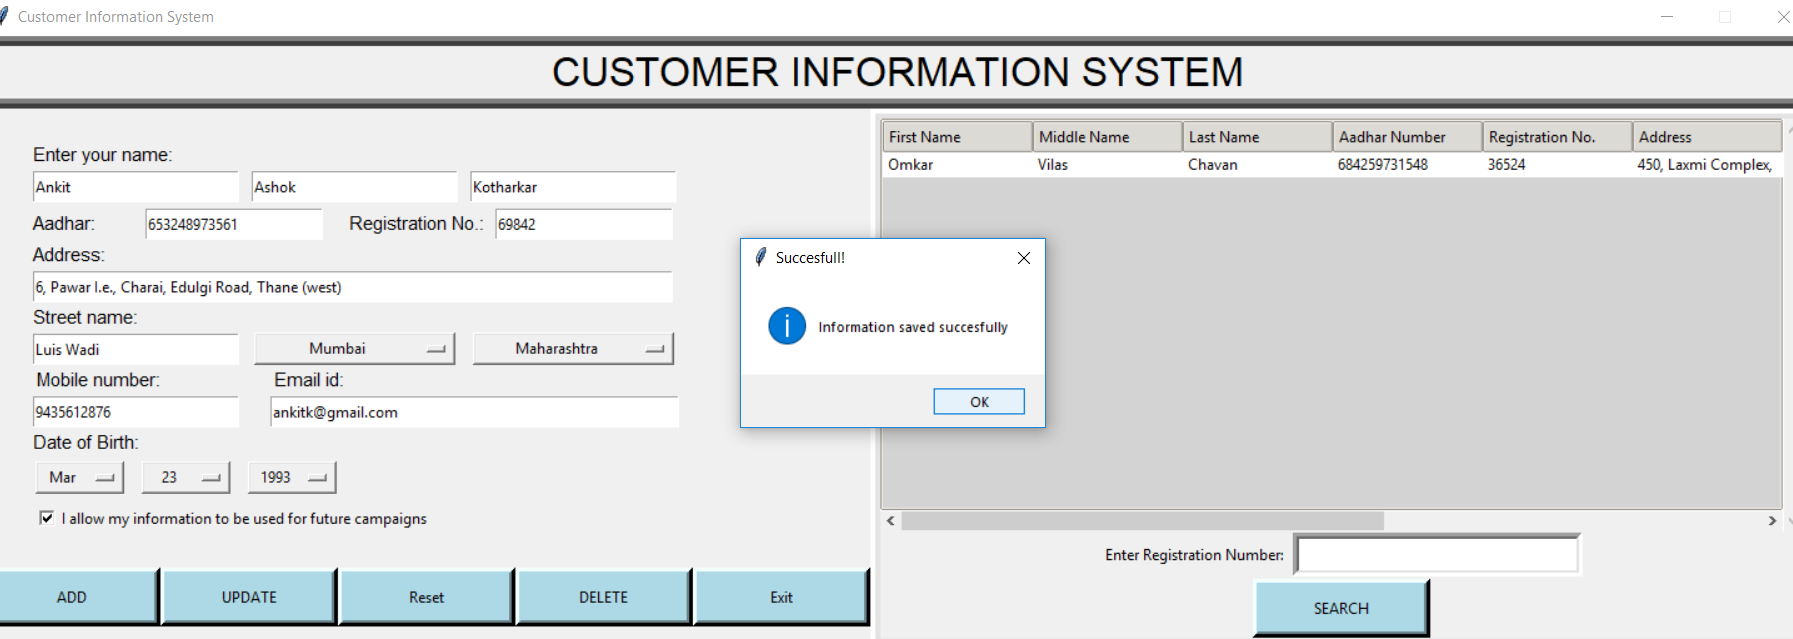 Customer Information System
CUSTOMER INFORMATION SYSTEM
Enter your name:
Ankit Ashok Kotharkar
Aadhar: 653248973561 Registration No.: 69842
Address:
6, Pawar I.e., Charai, Edulgi Road, Thane (west)
Street name:
Luis Wadi Mumbai Maharashtra
Mobile number: Email id:
9435612876 ankitk@gmail.com
Date of Birth:
Mar 23 1993
I allow my information to be used for future campaigns
ADD UPDATE Reset DELETE Exit
First Name Middle Name Last Name Aadhar Number Registration No. Address
Omkar Vilas Chavan 684259731548 36524 450, Laxmi Complex,
Succesfull!
Information saved succesfully
OK
Enter Registration Number:
SEARCH